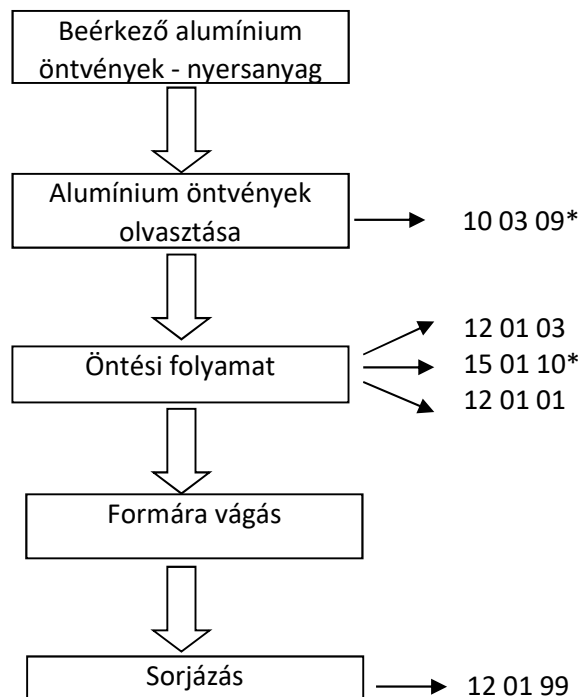 Beérkező alumínium
öntvények - nyersanyag
Alumínium öntvények
olvasztása
10 03 09*
12 01 03
Öntési folyamat
15 01 10*
12 01 01
Formára vágás
Sorjázás
12 01 99